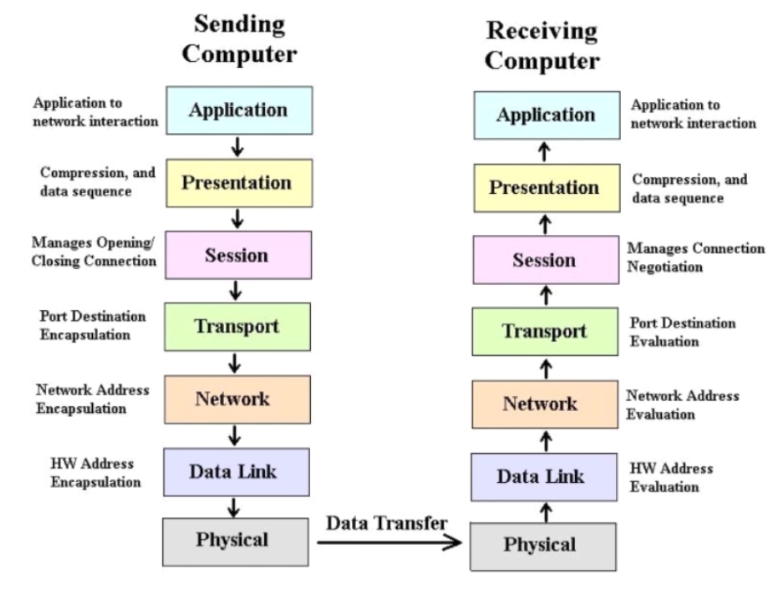 Sending
Computer
Receiving
Computer
Application to
network interaction
Application
Application
Application to
network interaction
Compression, and
data sequence
Presentation
Presentation
Compression, and
data sequence
Manages Opening/
Closing Connection
Session
Session
Manages Connection
Negotiation
Port Destination
Encapsulation
Transport
Transport
Port Destination
Evaluation
Network Address
Encapsulation
Network
Network
Network Address
Evaluation
HW Address
Encapsulation
Data Link
Data Link
HW Address
Evaluation
Physical
Data Transfer
Physical